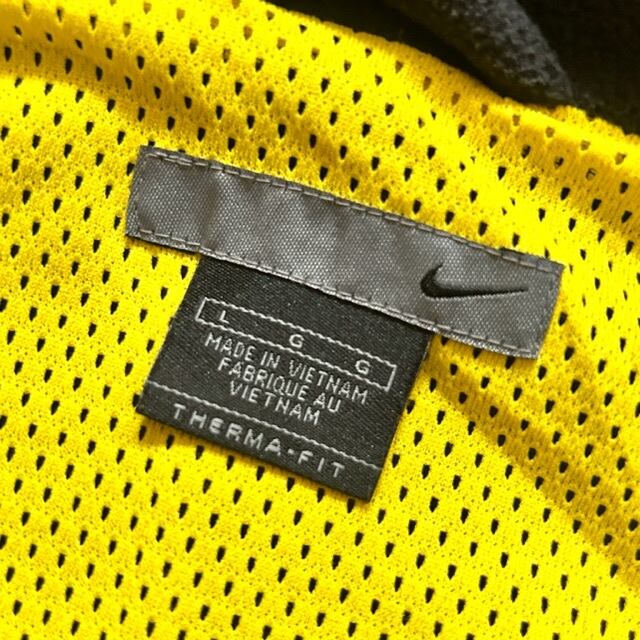 L G G
MADE IN VIETNAM
FABRIQUE AU
VIETNAM
THERMA-FIT